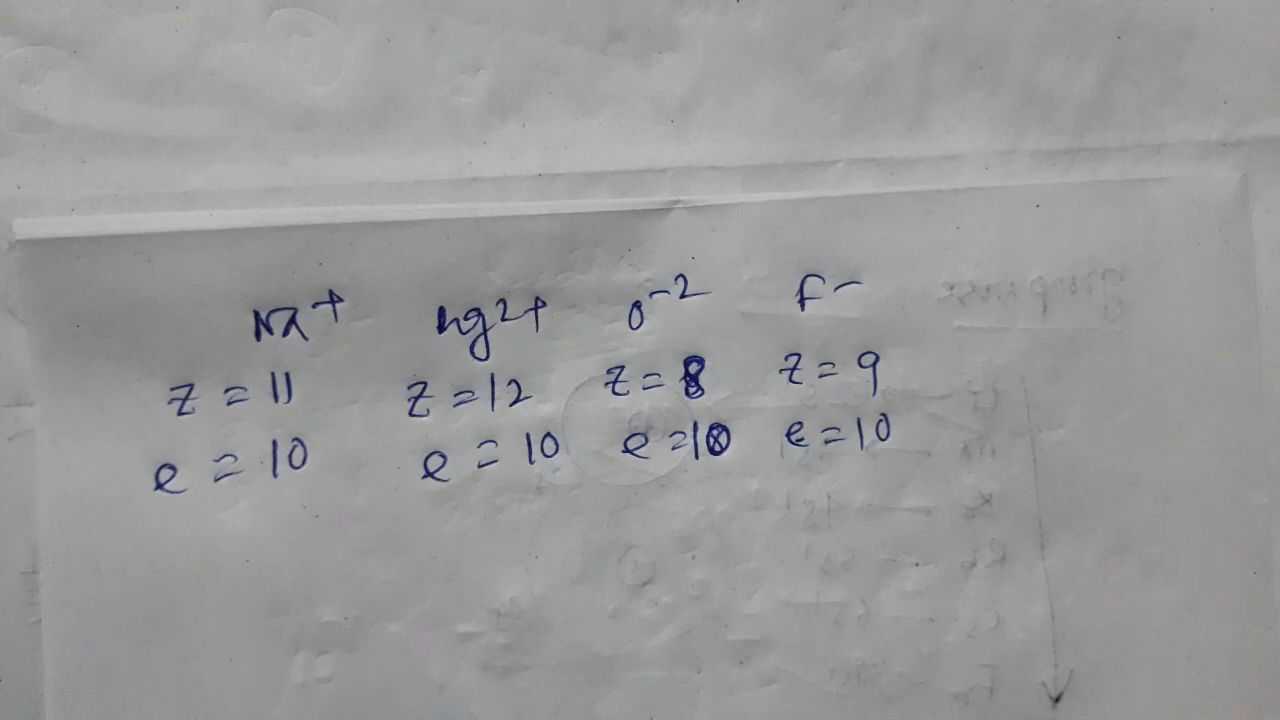 Na+ Mg2+ O-2 F-
Z = 11 Z = 12 Z = 8 Z = 9
e = 10 e = 10 e = 10 e = 10